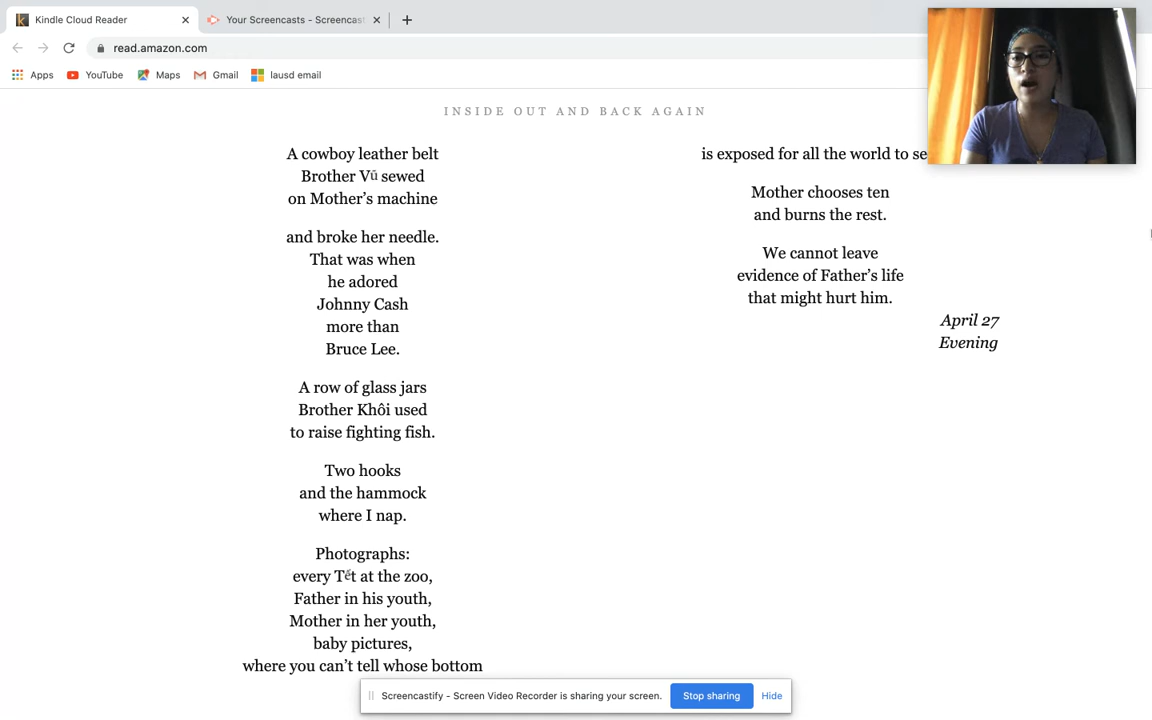 Kindle Cloud Reader
Your Screencasts - Screencast
read.amazon.com
Apps
YouTube
Maps
Gmail
lausd email
INSIDE OUT AND BACK AGAIN
A cowboy leather belt
Brother Vũ sewed
on Mother's machine
and broke her needle.
That was when
he adored
Johnny Cash
more than
Bruce Lee.
A row of glass jars
Brother Khôi used
to raise fighting fish.
Two hooks
and the hammock
where I nap.
Photographs:
every Tết at the zoo,
Father in his youth,
Mother in her youth,
baby pictures,
where you can't tell whose bottom
is exposed for all the world to se
Mother chooses ten
and burns the rest.
We cannot leave
evidence of Father's life
that might hurt him.
April 27
Evening
Screencastify - Screen Video Recorder is sharing your screen.
Stop sharing
Hide